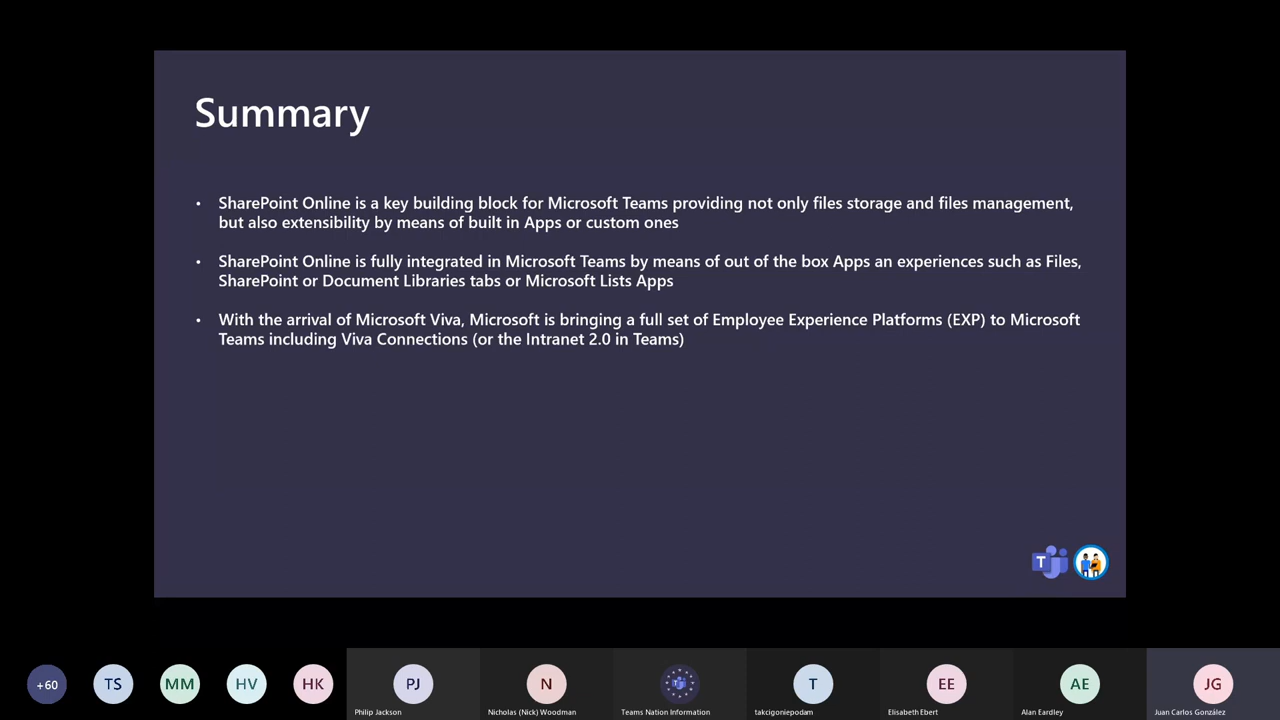 Summary
• SharePoint Online is a key building block for Microsoft Teams providing not only files storage and files management,
but also extensibility by means of built in Apps or custom ones
• SharePoint Online is fully integrated in Microsoft Teams by means of out of the box Apps an experiences such as Files,
SharePoint or Document Libraries tabs or Microsoft Lists Apps
• With the arrival of Microsoft Viva, Microsoft is bringing a full set of Employee Experience Platforms (EXP) to Microsoft
Teams including Viva Connections (or the Intranet 2.0 in Teams)
T
+60 TS MM HV HK PJ N T EE AE JG
Philip Jackson Nicholas (Nick) Woodman Teams Nation Information takcigoniepodam Elisabeth Ebert Alan Eardley Juan Carlos González